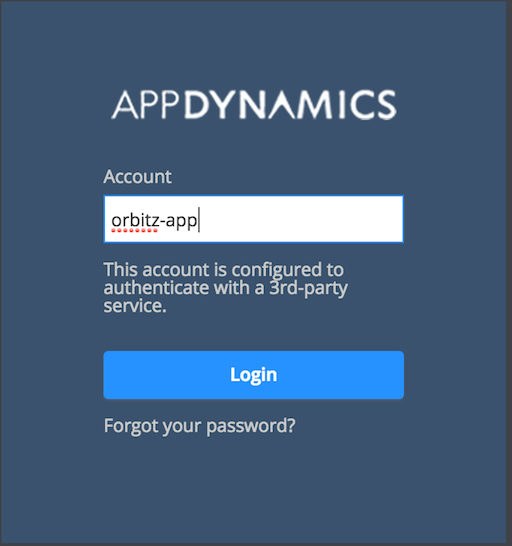 APPDYNAMICS
Account
orbitz-app
This account is configured to
authenticate with a 3rd-party
service.
Login
Forgot your password?